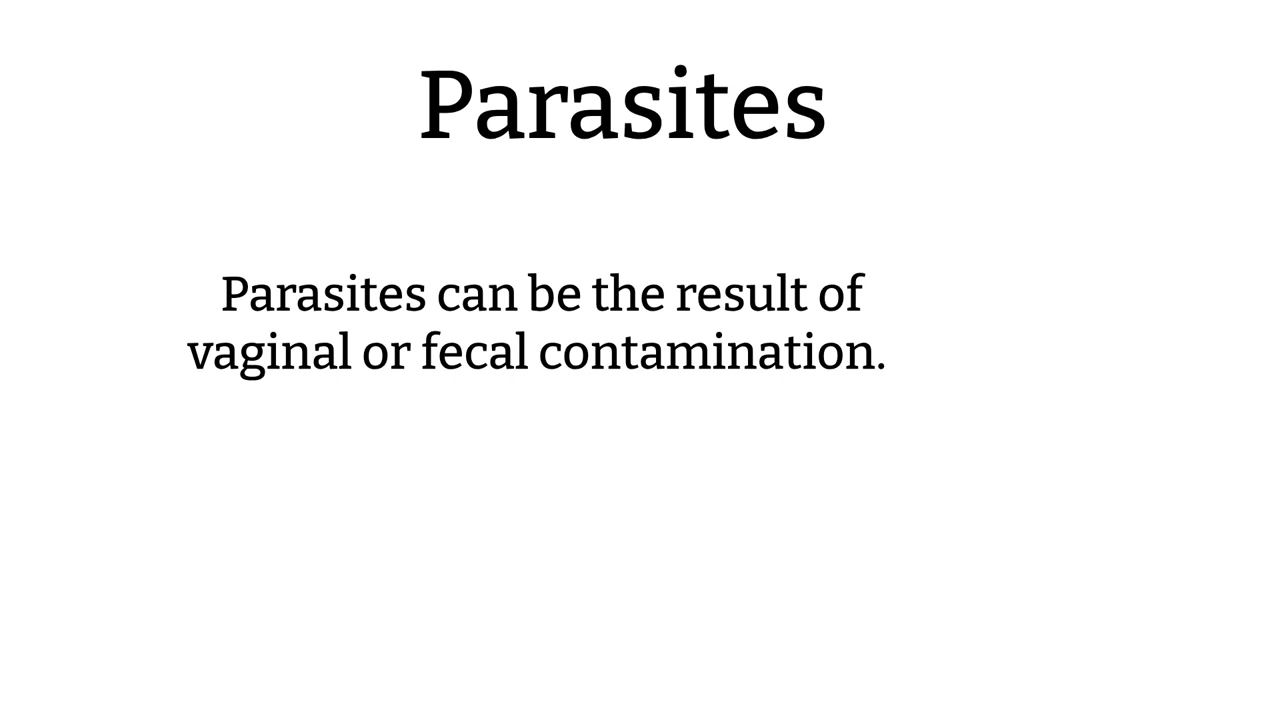 Parasites
Parasites can be the result of
vaginal or fecal contamination.